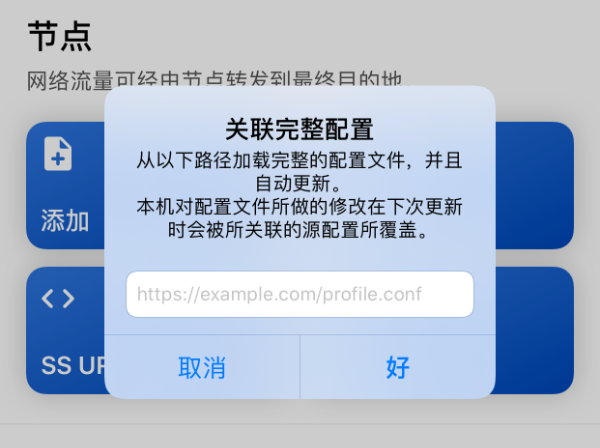 节点
网络流量可经由节点转发到最终目的地
关联完整配置
从以下路径加载完整的配置文件，并且
自动更新。
本机对配置文件所做的修改在下次更新
时会被所关联的源配置所覆盖。
添加
https://example.com/profile.conf
SS
取消
好